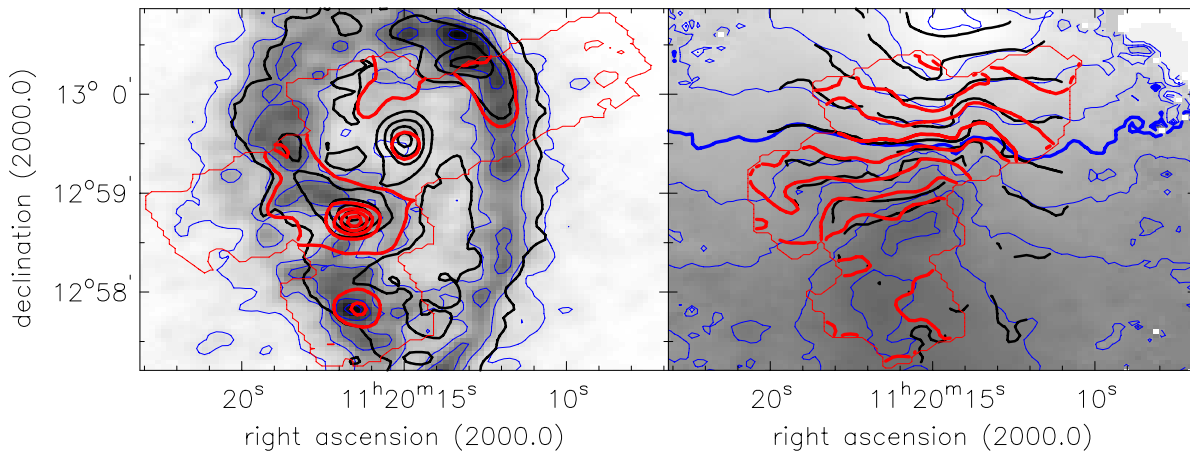 declination (2000.0)
13° 0'
12°59'
12°58'
20ˢ
11ʰ20ᵐ15ˢ
10ˢ
20ˢ
11ʰ20ᵐ15ˢ
10ˢ
right ascension (2000.0)
right ascension (2000.0)